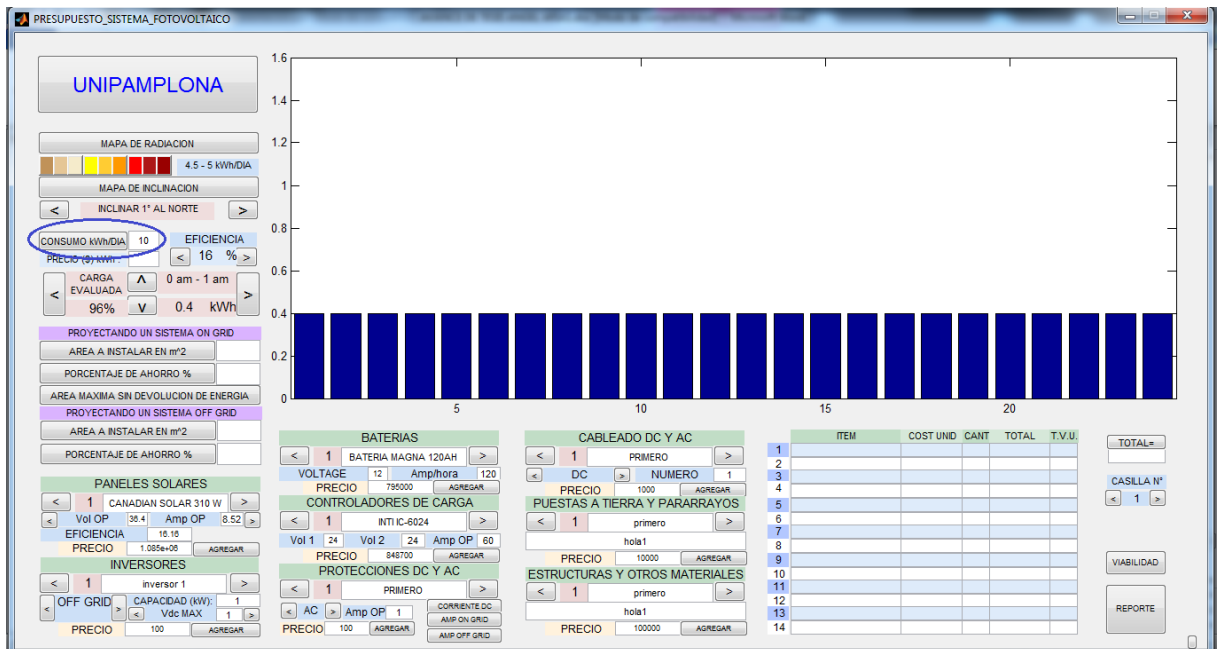 PRESUPUESTO_SISTEMA_FOTOVOLTAICO
UNIPAMPLONA
MAPA DE RADIACION
4.5 - 5 kWh/DIA
MAPA DE INCLINACION
< INCLINAR 1° AL NORTE >
CONSUMO kWh/DIA 10 EFICIENCIA
PRECIO ($) kWh : < 16 % >
CARGA EVALUADA Λ 0 am - 1 am
< 96% V 0.4 kWh >
PROYECTANDO UN SISTEMA ON GRID
AREA A INSTALAR EN m^2
PORCENTAJE DE AHORRO %
AREA MAXIMA SIN DEVOLUCION DE ENERGIA
PROYECTANDO UN SISTEMA OFF GRID
AREA A INSTALAR EN m^2
PORCENTAJE DE AHORRO %
PANELES SOLARES
< 1 CANADIAN SOLAR 310 W >
< Vol OP 36.4 Amp OP 8.52 >
EFICIENCIA 16.16
PRECIO 1.085e+06 AGREGAR
INVERSORES
< 1 inversor 1 >
< OFF GRID > CAPACIDAD (kW): 1
< Vdc MAX 1 >
PRECIO 100 AGREGAR
1.6
1.4
1.2
1
0.8
0.6
0.4
0.2
0
5 10 15 20
BATERIAS
< 1 BATERIA MAGNA 120AH >
VOLTAGE 12 Amp/hora 120
PRECIO 795000 AGREGAR
CONTROLADORES DE CARGA
< 1 INTI IC-6024 >
Vol 1 24 Vol 2 24 Amp OP 60
PRECIO 848700 AGREGAR
PROTECCIONES DC Y AC
< 1 PRIMERO >
< AC > Amp OP 1 CORRIENTE DC
AMP ON GRID
PRECIO 100 AGREGAR
AMP OFF GRID
CABLEADO DC Y AC
< 1 PRIMERO >
< DC > NUMERO 1
PRECIO 1000 AGREGAR
PUESTAS A TIERRA Y PARARRAYOS
< 1 primero >
hola1
PRECIO 10000 AGREGAR
ESTRUCTURAS Y OTROS MATERIALES
< 1 primero >
hola1
PRECIO 100000 AGREGAR
ITEM COST UNID CANT TOTAL T.V.U.
1
2
3
4
5
6
7
8
9
10
11
12
13
14
TOTAL=
CASILLA N°
< 1 >
VIABILIDAD
REPORTE